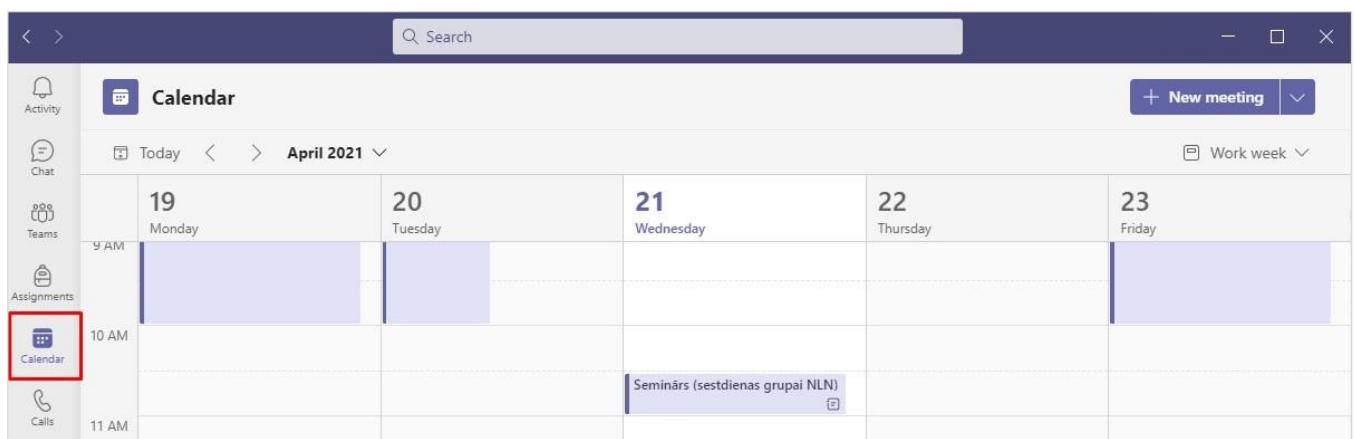 Search
Activity
Chat
Teams
Assignments
Calendar
Calls
Calendar
+ New meeting
Today < > April 2021
Work week
19
Monday
20
Tuesday
21
Wednesday
22
Thursday
23
Friday
9 AM
10 AM
Seminārs (sestdienas grupai NLN)
11 AM